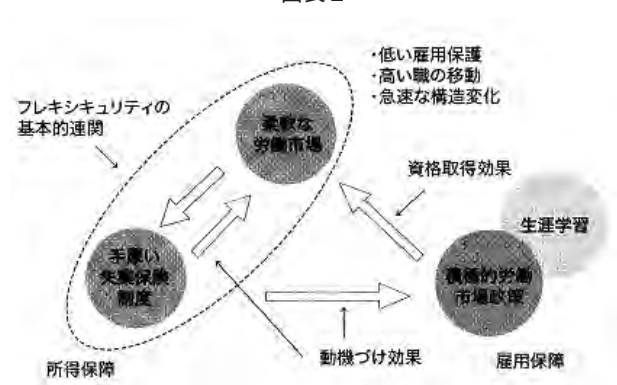 ・低い雇用保護
・高い職の移動
・急速な構造変化
フレキシキュリティの
基本的連関
柔軟な
労働市場
資格取得効果
生涯学習
手厚い
失業保険
制度
積極的労働
市場政策
動機づけ効果
所得保障
雇用保障